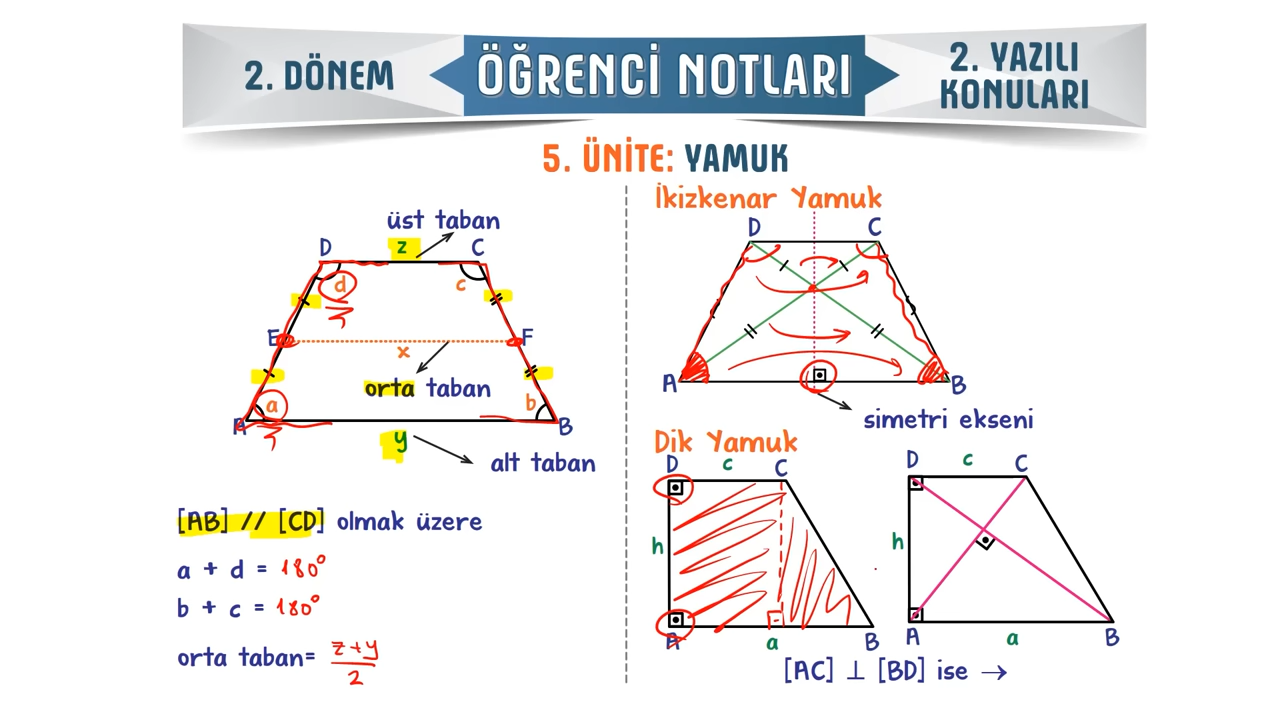 2. DÖNEM
ÖĞRENCİ NOTLARI
2. YAZILI
KONULARI
5. ÜNİTE: YAMUK
üst taban
D
z
C
d
c
E
F
x
orta taban
a
b
A
B
y
alt taban
[AB] // [CD] olmak üzere
a + d = 180°
b + c = 180°
orta taban= z+y
2
İkizkenar Yamuk
D
C
A
B
simetri ekseni
Dik Yamuk
D
c
C
h
A
a
B
D
c
C
h
A
a
B
[AC] ⊥ [BD] ise →